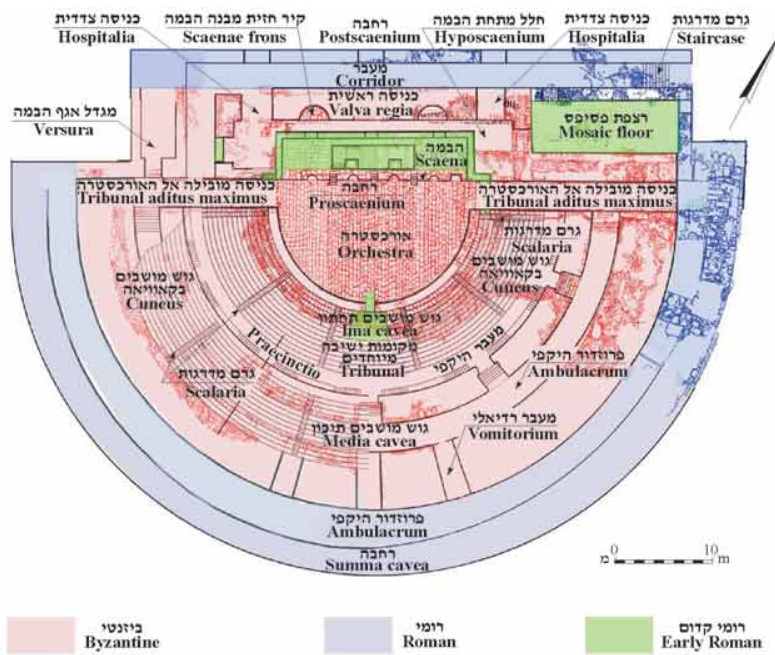 כניסה צדדית
Hospitalia
קיר חזית מבנה הבמה
Scaenae frons
רחבה
Postscaenium
חלל מתחת הבמה
Hyposcaenium
כניסה צדדית
Hospitalia
גרם מדרגות
Staircase
מעבר
Corridor
כניסה ראשית
Valva regia
מגדל אגף הבמה
Versura
רצפת פסיפס
Mosaic floor
הבמה
Scaena
כניסה מובילה אל האורכסטרה
Tribunal aditus maximus
רחבה
Proscaenium
כניסה מובילה אל האורכסטרה
Tribunal aditus maximus
אורכסטרה
Orchestra
גרם מדרגות
Scalaria
גוש מושבים
בקאוויאה
Cuneus
גוש מושבים
בקאוויאה
Cuneus
גוש מושבים תחתון
Ima cavea
מקומות ישיבה
מיוחדים
Tribunal
Praecinctio
מעבר היקפי
גרם מדרגות
Scalaria
פרוזדור היקפי
Ambulacrum
גוש מושבים תיכון
Media cavea
מעבר רדיאלי
Vomitorium
פרוזדור היקפי
Ambulacrum
רחבה
Summa cavea
0 10
מ m
ביזנטי
Byzantine
רומי
Roman
רומי קדום
Early Roman